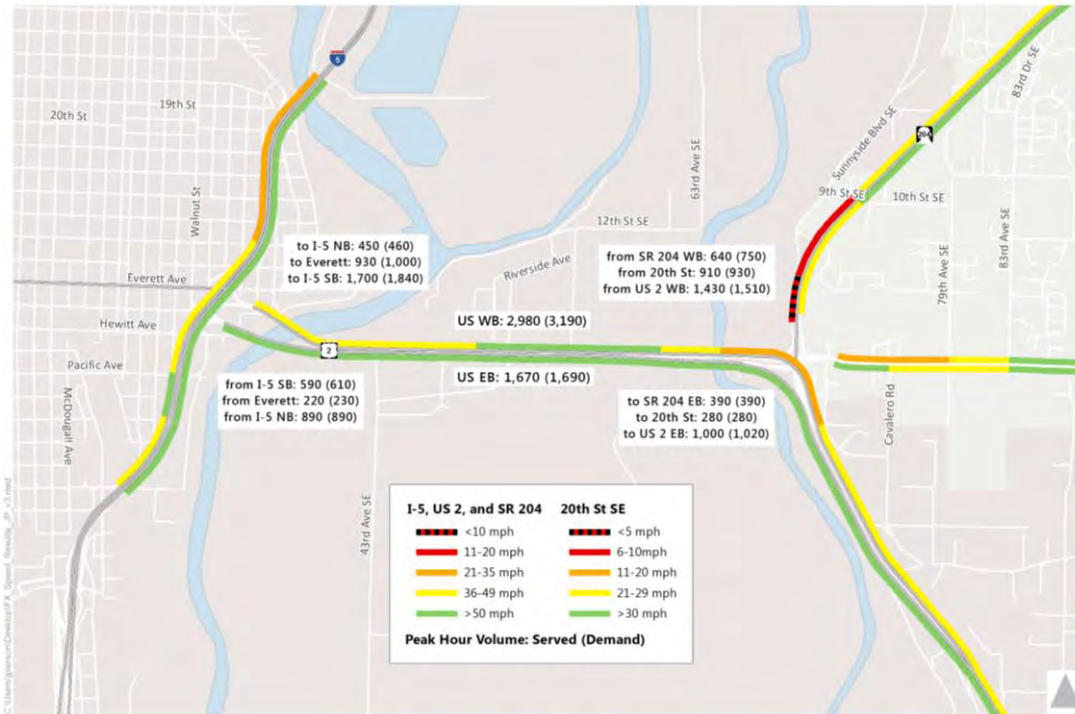 5
19th St
20th St
Walnut St
83rd Dr SE
Sunnyside Blvd SE
204
63rd Ave SE
9th St SE
10th St SE
12th St SE
to I-5 NB: 450 (460)
to Everett: 930 (1,000)
to I-5 SB: 1,700 (1,840)
Riverside Ave
from SR 204 WB: 640 (750)
from 20th St: 910 (930)
from US 2 WB: 1,430 (1,510)
79th Ave SE
83rd Ave SE
Everett Ave
Hewitt Ave
US WB: 2,980 (3,190)
2
Pacific Ave
US EB: 1,670 (1,690)
McDougall Ave
from I-5 SB: 590 (610)
from Everett: 220 (230)
from I-5 NB: 890 (890)
to SR 204 EB: 390 (390)
to 20th St: 280 (280)
to US 2 EB: 1,000 (1,020)
Cavalero Rd
43rd Ave SE
I-5, US 2, and SR 204 20th St SE
<10 mph <5 mph
11-20 mph 6-10mph
21-35 mph 11-20 mph
36-49 mph 21-29 mph
>50 mph >30 mph
Peak Hour Volume: Served (Demand)